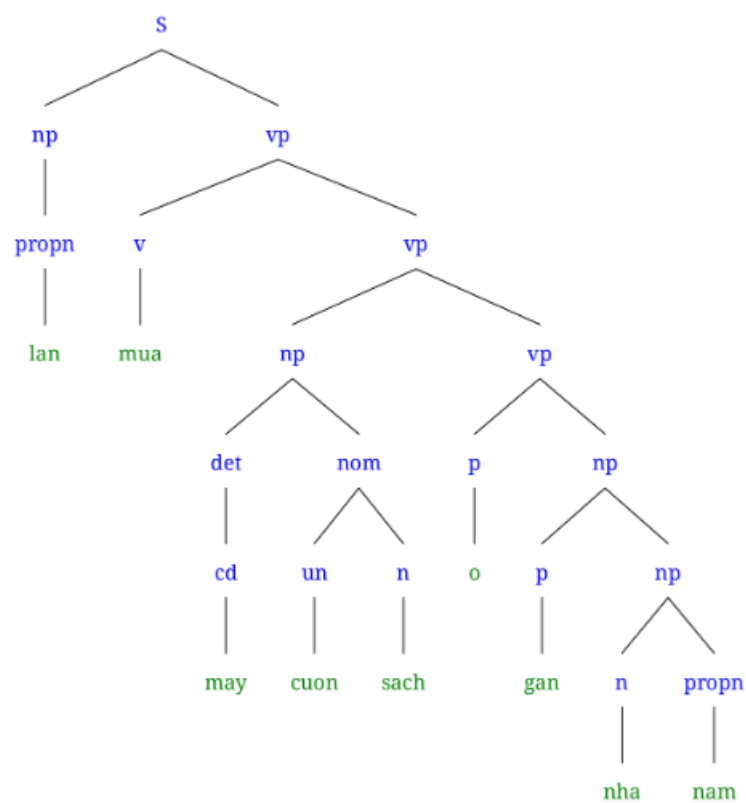 S
np vp
propn v vp
lan mua np vp
det nom p np
cd un n o p np
may cuon sach gan n propn
nha nam